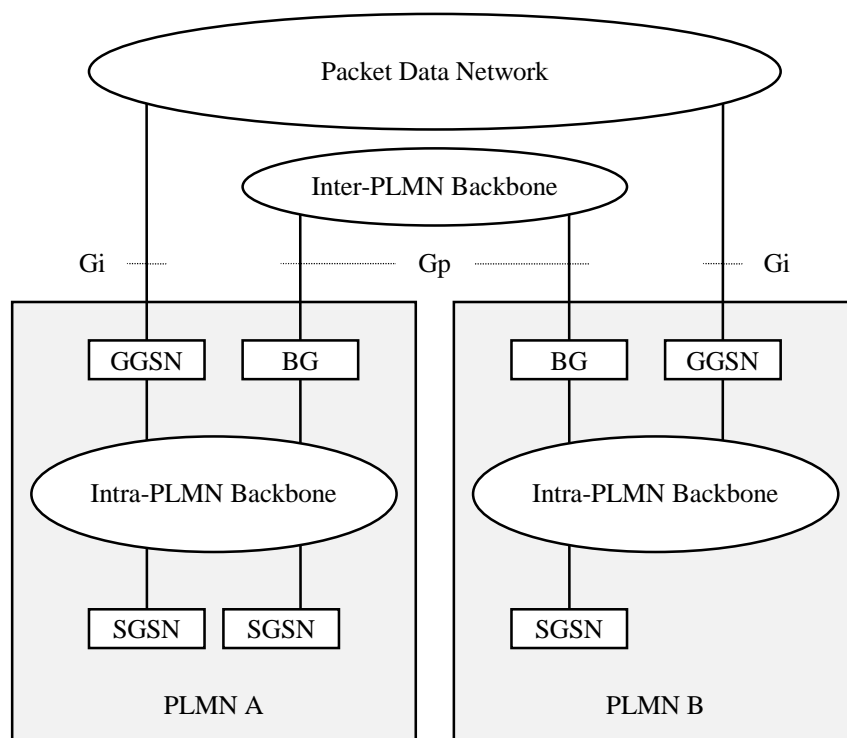 Packet Data Network
Inter-PLMN Backbone
Gi
Gp
Gi
GGSN
BG
BG
GGSN
Intra-PLMN Backbone
Intra-PLMN Backbone
SGSN
SGSN
SGSN
PLMN A
PLMN B